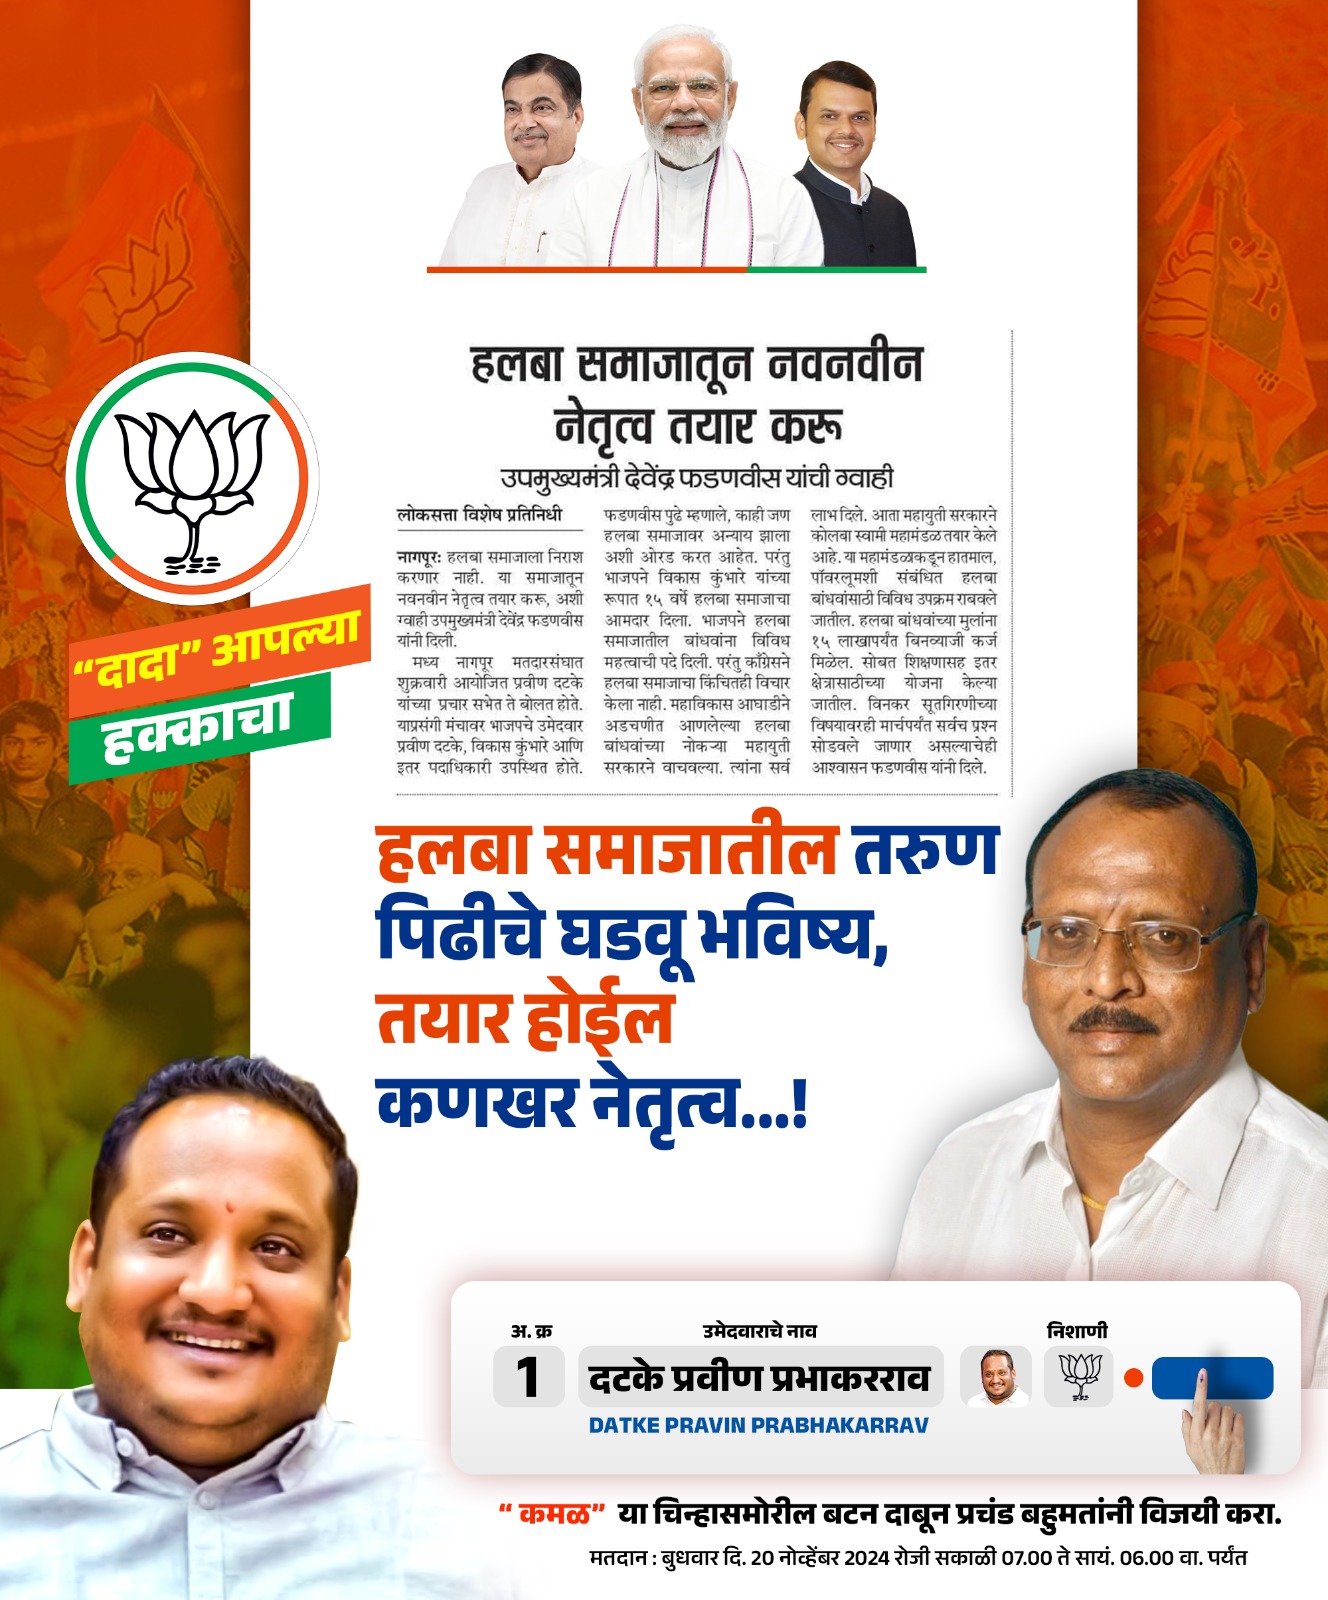 हलबा समाजातून नवनवीन
नेतृत्व तयार करू
उपमुख्यमंत्री देवेंद्र फडणवीस यांची ग्वाही
लोकसत्ता विशेष प्रतिनिधी
नागपूर: हलबा समाजाला निराश
करणार नाही. या समाजातून
नवनवीन नेतृत्व तयार करू, अशी
ग्वाही उपमुख्यमंत्री देवेंद्र फडणवीस
यांनी दिली.
मध्य नागपूर मतदारसंघात
शुक्रवारी आयोजित प्रवीण दटके
यांच्या प्रचार सभेत ते बोलत होते.
याप्रसंगी मंचावर भाजपचे उमेदवार
प्रवीण दटके, विकास कुंभारे आणि
इतर पदाधिकारी उपस्थित होते.
फडणवीस पुढे म्हणाले, काही जण
हलबा समाजावर अन्याय झाला
अशी ओरड करत आहेत. परंतु
भाजपने विकास कुंभारे यांच्या
रूपात १५ वर्षे हलबा समाजाचा
आमदार दिला. भाजपने हलबा
समाजातील बांधवांना विविध
महत्वाची पदे दिली. परंतु काँग्रेसने
हलबा समाजाचा किंचितही विचार
केला नाही. महाविकास आघाडीने
अडचणीत आणलेल्या हलबा
बांधवांच्या नोकऱ्या महायुती
सरकारने वाचवल्या. त्यांना सर्व
लाभ दिले. आता महायुती सरकारने
कोलबा स्वामी महामंडळ तयार केले
आहे. या महामंडळाकडून हातमाल,
पॉवरलूमशी संबंधित हलबा
बांधवांसाठी विविध उपक्रम राबवले
जातील. हलबा बांधवांच्या मुलांना
१५ लाखापर्यंत बिनव्याजी कर्ज
मिळेल. सोबत शिक्षणासह इतर
क्षेत्रासाठीच्या योजना केल्या
जातील. विनकर सूतगिरणीच्या
विषयावरही मार्चपर्यंत सर्वच प्रश्न
सोडवले जाणार असल्याचेही
आश्वासन फडणवीस यांनी दिले.
“दादा” आपल्या
हक्काचा
हलबा समाजातील तरुण
पिढीचे घडवू भविष्य,
तयार होईल
कणखर नेतृत्व...!
अ. क्र उमेदवाराचे नाव निशाणी
1 दटके प्रवीण प्रभाकरराव
DATKE PRAVIN PRABHAKARRAV
“ कमळ” या चिन्हासमोरील बटन दाबून प्रचंड बहुमतांनी विजयी करा.
मतदान : बुधवार दि. 20 नोव्हेंबर 2024 रोजी सकाळी 07.00 ते सायं. 06.00 वा. पर्यंत